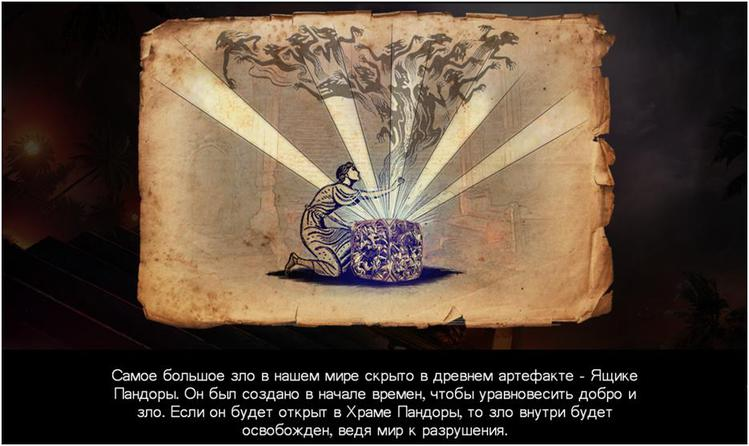 Самое большое зло в нашем мире скрыто в древнем артефакте - Ящике
Пандоры. Он был создано в начале времен, чтобы уравновесить добро и
зло. Если он будет открыт в Храме Пандоры, то зло внутри будет
освобожден, ведя мир к разрушения.